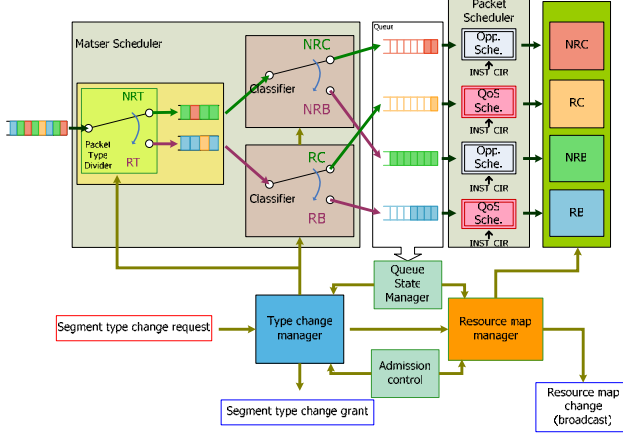 Matser Scheduler
NRT
Packet
Type
Divider
RT
NRC
Classifier
NRB
RC
Classifier
RB
Queue
Packet
Scheduler
Opp.
Sche.
INST CIR
QoS
Sche.
INST CIR
Opp.
Sche.
INST CIR
QoS
Sche.
INST CIR
NRC
RC
NRB
RB
Queue
State
Manager
Segment type change request
Type change
manager
Resource map
manager
Admission
control
Segment type change grant
Resource map
change
(broadcast)